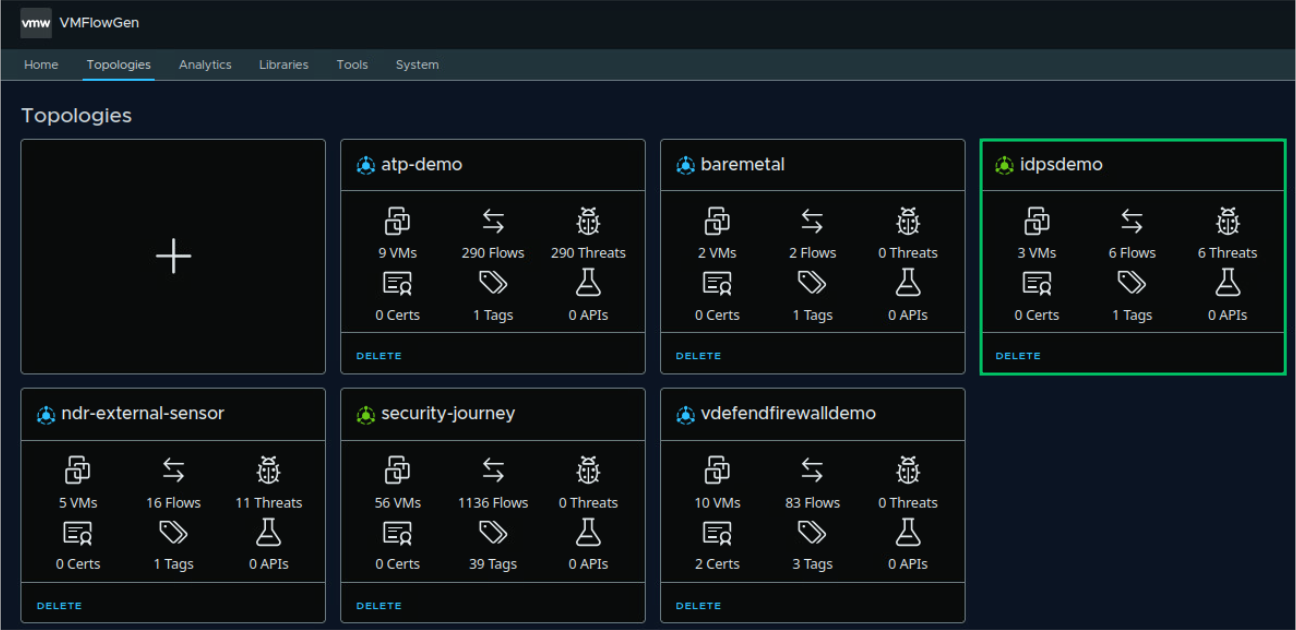 vmw VMFlowGen
Home Topologies Analytics Libraries Tools System
Topologies
atp-demo
9 VMs 290 Flows 290 Threats
0 Certs 1 Tags 0 APIs
DELETE
baremetal
2 VMs 2 Flows 0 Threats
0 Certs 1 Tags 0 APIs
DELETE
idpsdemo
3 VMs 6 Flows 6 Threats
0 Certs 1 Tags 0 APIs
DELETE
ndr-external-sensor
5 VMs 16 Flows 11 Threats
0 Certs 1 Tags 0 APIs
DELETE
security-journey
56 VMs 1136 Flows 0 Threats
0 Certs 39 Tags 0 APIs
DELETE
vdefendfirewalldemo
10 VMs 83 Flows 0 Threats
2 Certs 3 Tags 0 APIs
DELETE